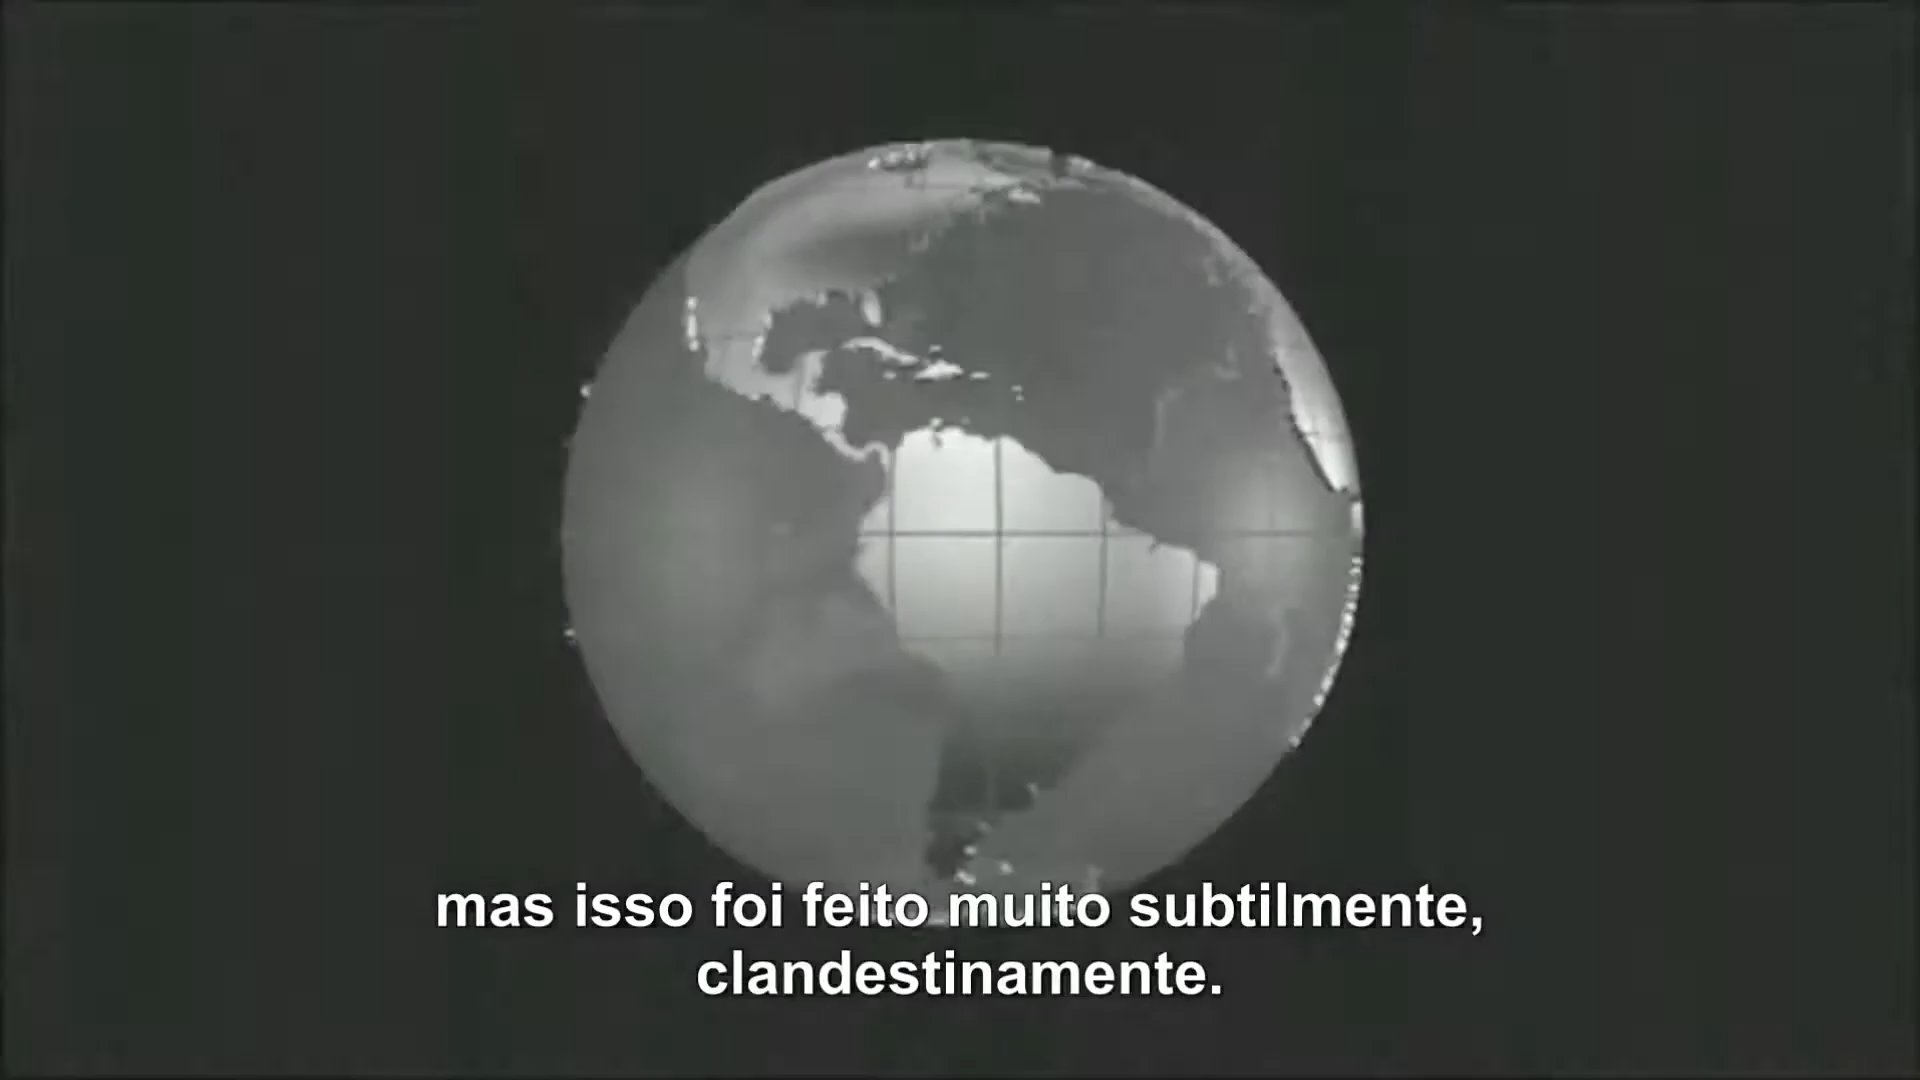 mas isso foi feito muito subtilmente,
clandestinamente.